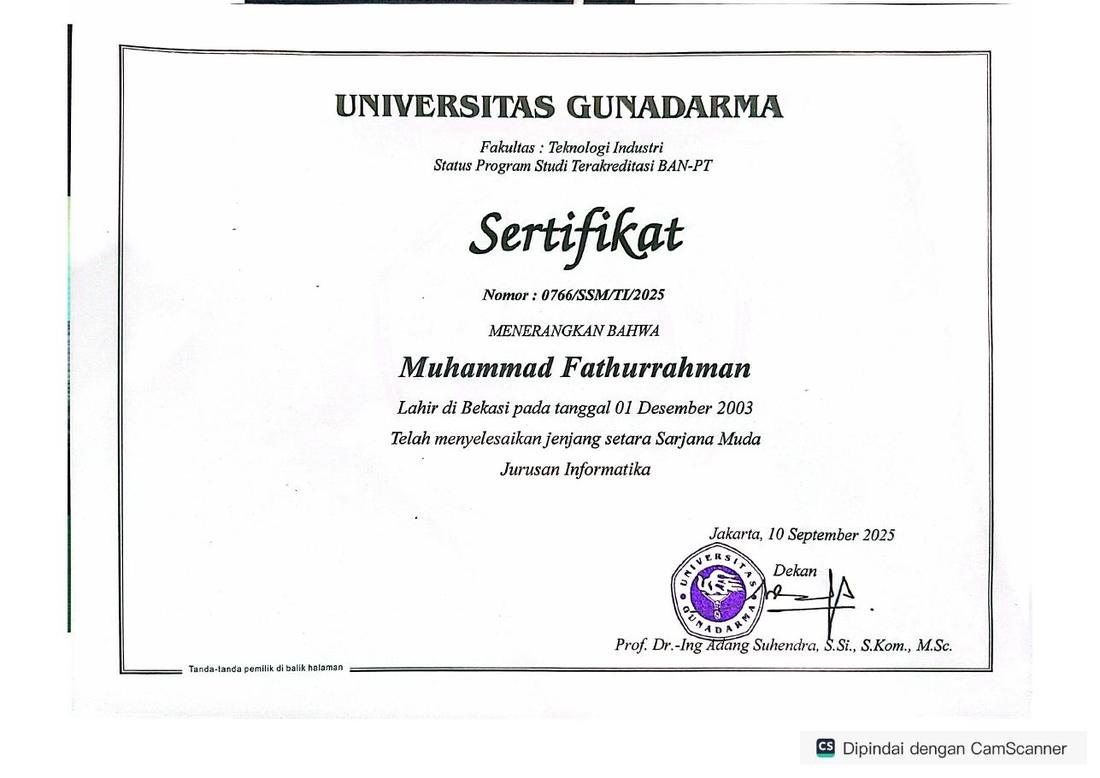 UNIVERSITAS GUNADARMA
Fakultas : Teknologi Industri
Status Program Studi Terakreditasi BAN-PT
Sertifikat
Nomor : 0766/SSM/TI/2025
MENERANGKAN BAHWA
Muhammad Fathurrahman
Lahir di Bekasi pada tanggal 01 Desember 2003
Telah menyelesaikan jenjang setara Sarjana Muda
Jurusan Informatika
Jakarta, 10 September 2025
UNIVERSITAS GUNADARMA
Dekan
Prof. Dr.-Ing Adang Suhendra, S.Si., S.Kom., M.Sc.
Tanda-tanda pemilik di balik halaman
CS Dipindai dengan CamScanner